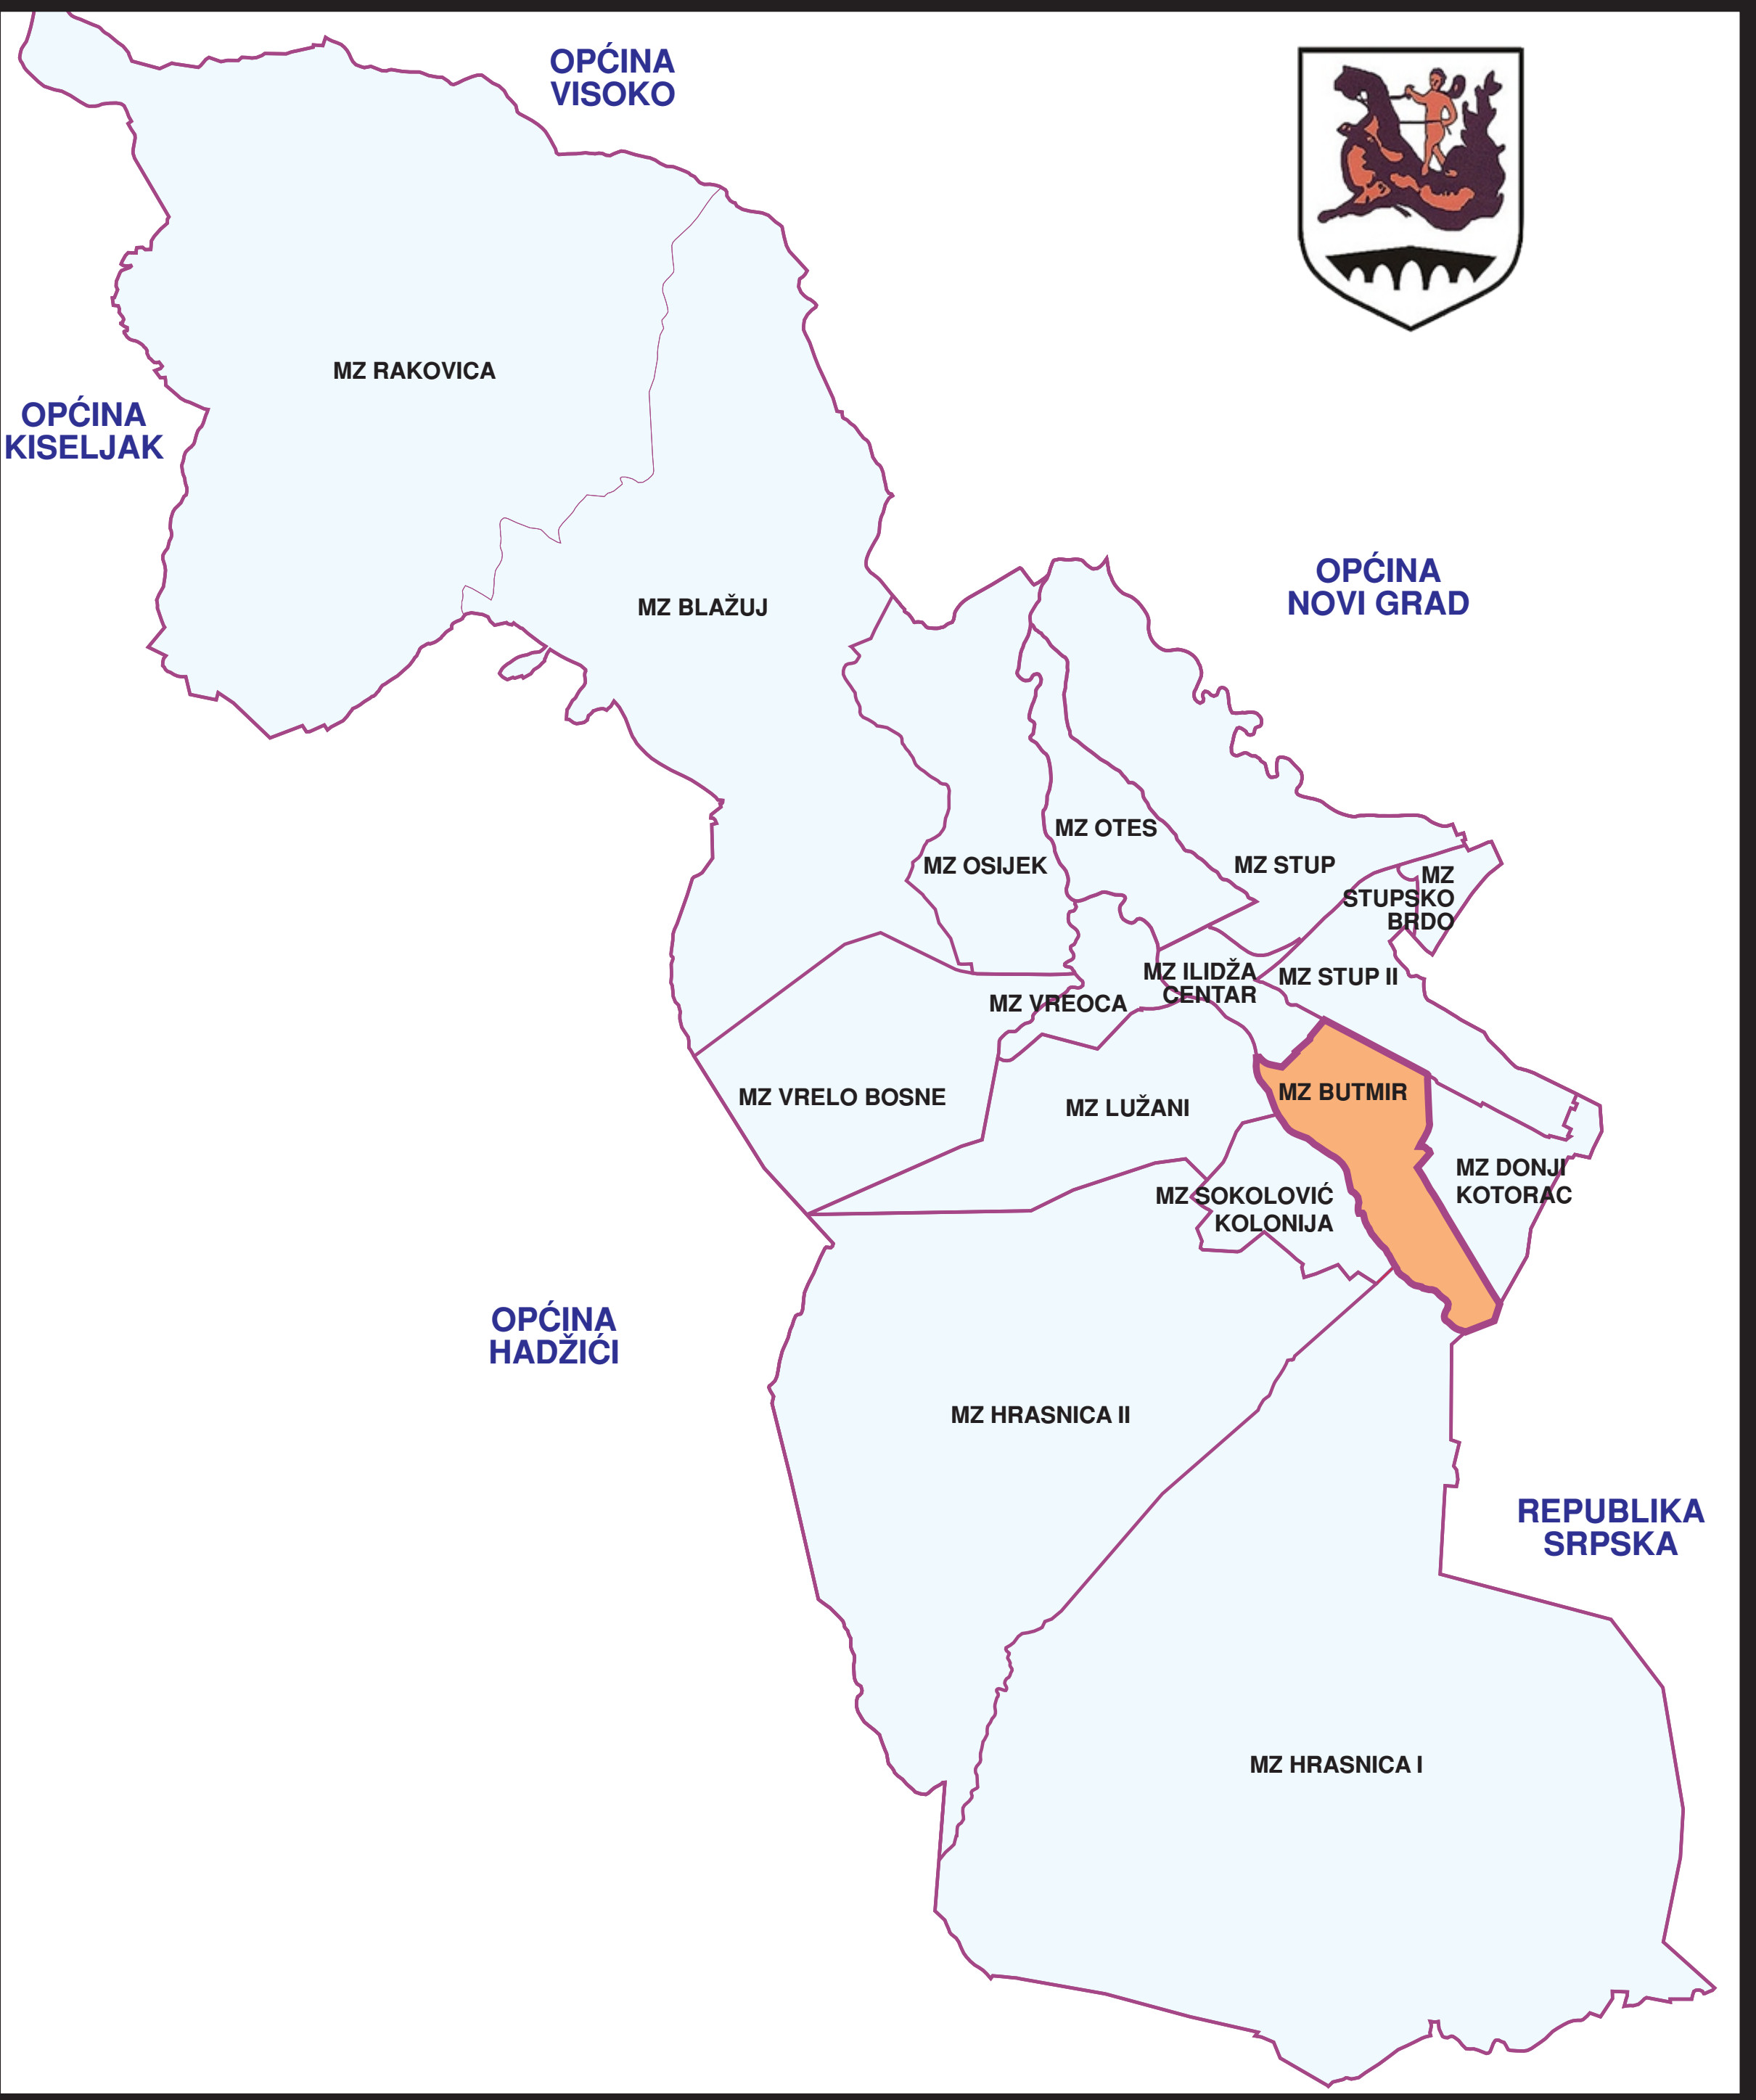 OPĆINA
VISOKO
MZ RAKOVICA
OPĆINA
KISELJAK
OPĆINA
NOVI GRAD
MZ BLAŽUJ
MZ OTES
MZ OSIJEK
MZ STUP
MZ
STUPSKO
BRDO
MZ ILIDŽA
CENTAR
MZ STUP II
MZ VREOCA
MZ VRELO BOSNE
MZ LUŽANI
MZ BUTMIR
MZ DONJI
KOTORAC
MZ SOKOLOVIĆ
KOLONIJA
OPĆINA
HADŽIĆI
MZ HRASNICA II
REPUBLIKA
SRPSKA
MZ HRASNICA I